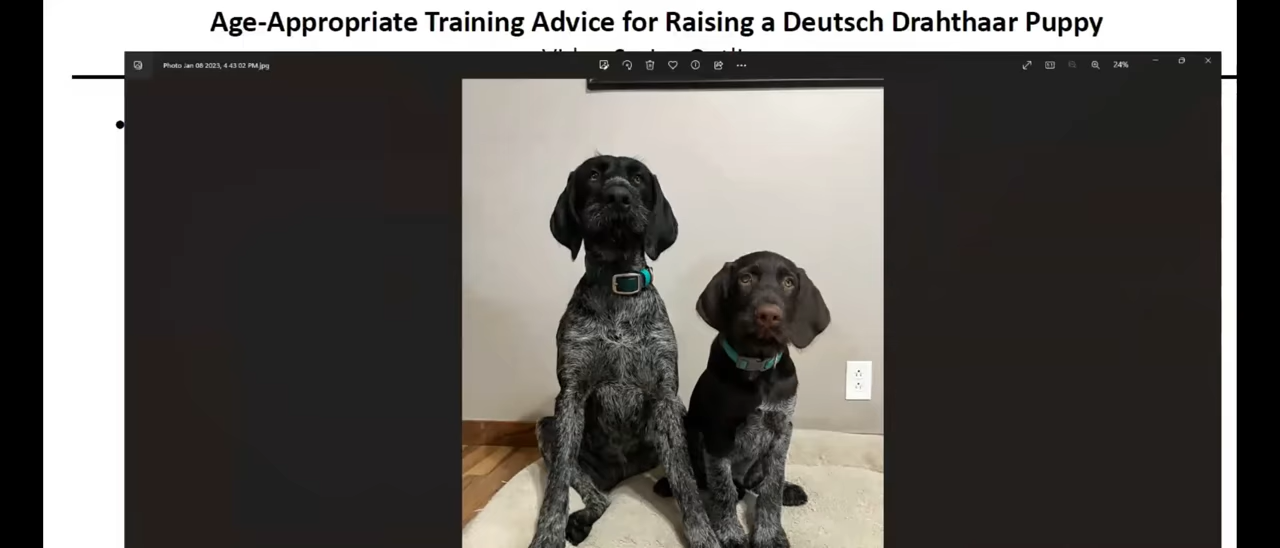 Age-Appropriate Training Advice for Raising a Deutsch Drahthaar Puppy
Photo Jan 08 2023, 4 43 02 PM.jpg
24%